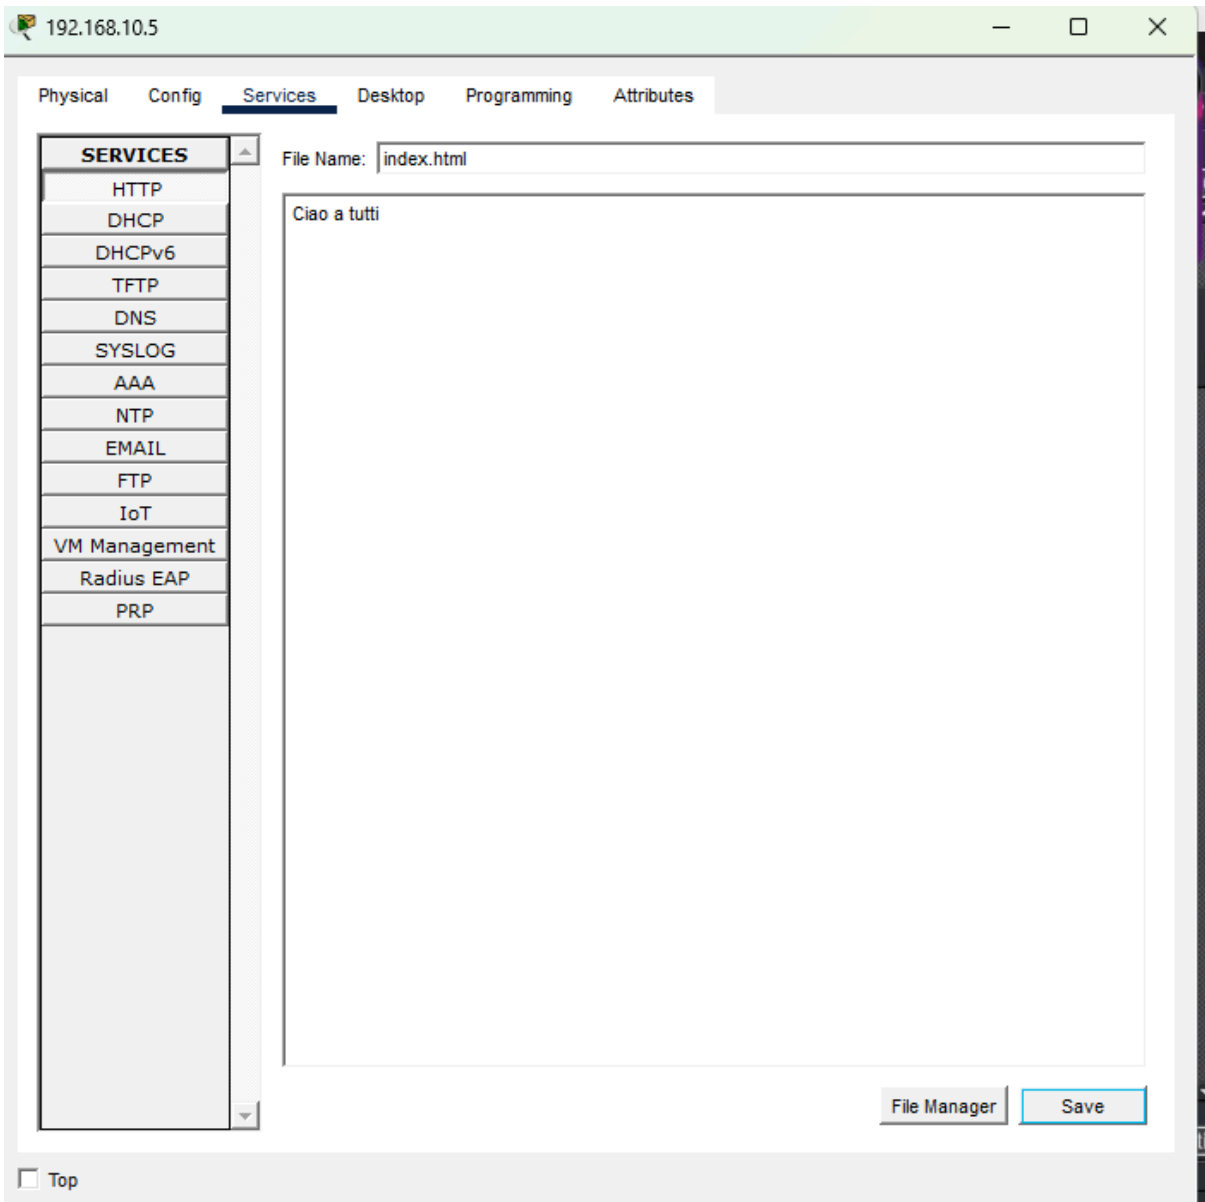 192.168.10.5
Physical Config Services Desktop Programming Attributes
SERVICES
HTTP
DHCP
DHCPv6
TFTP
DNS
SYSLOG
AAA
NTP
EMAIL
FTP
IoT
VM Management
Radius EAP
PRP
File Name: index.html
Ciao a tutti
File Manager Save
Top